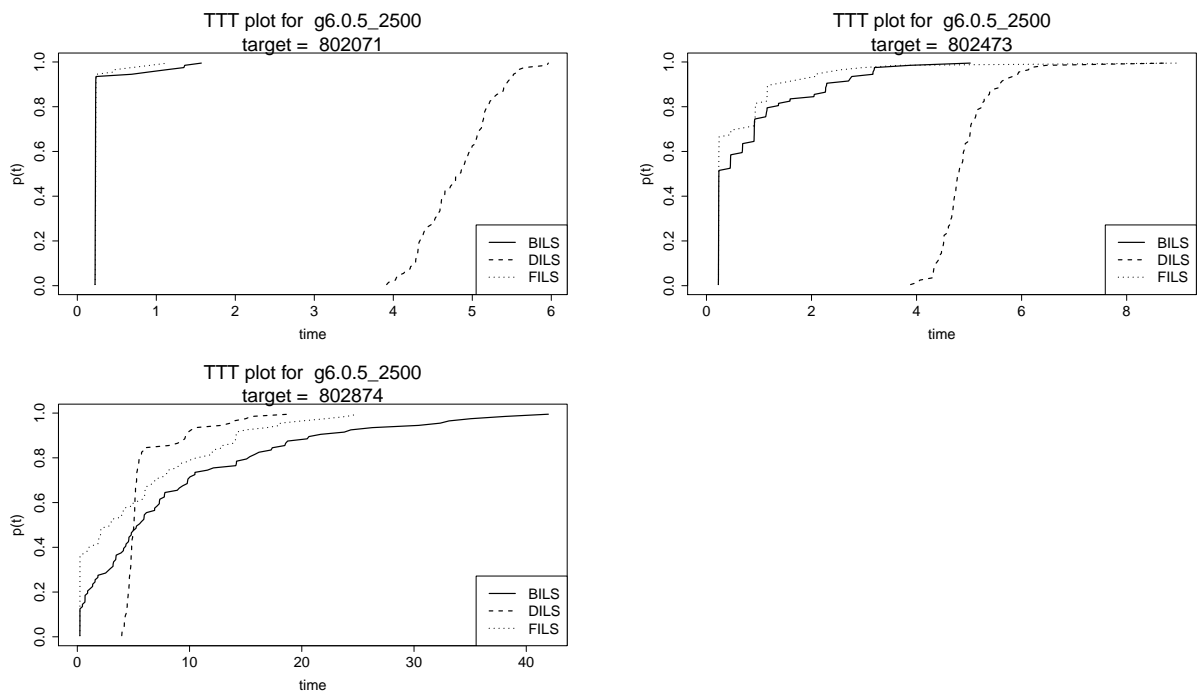 TTT plot for  g6.0.5_2500
target =  802071
p(t)
1.0
0.8
0.6
0.4
0.2
0.0
BILS
DILS
FILS
0 1 2 3 4 5 6
time
TTT plot for  g6.0.5_2500
target =  802473
p(t)
1.0
0.8
0.6
0.4
0.2
0.0
BILS
DILS
FILS
0 2 4 6 8
time
TTT plot for  g6.0.5_2500
target =  802874
p(t)
1.0
0.8
0.6
0.4
0.2
0.0
BILS
DILS
FILS
0 10 20 30 40
time